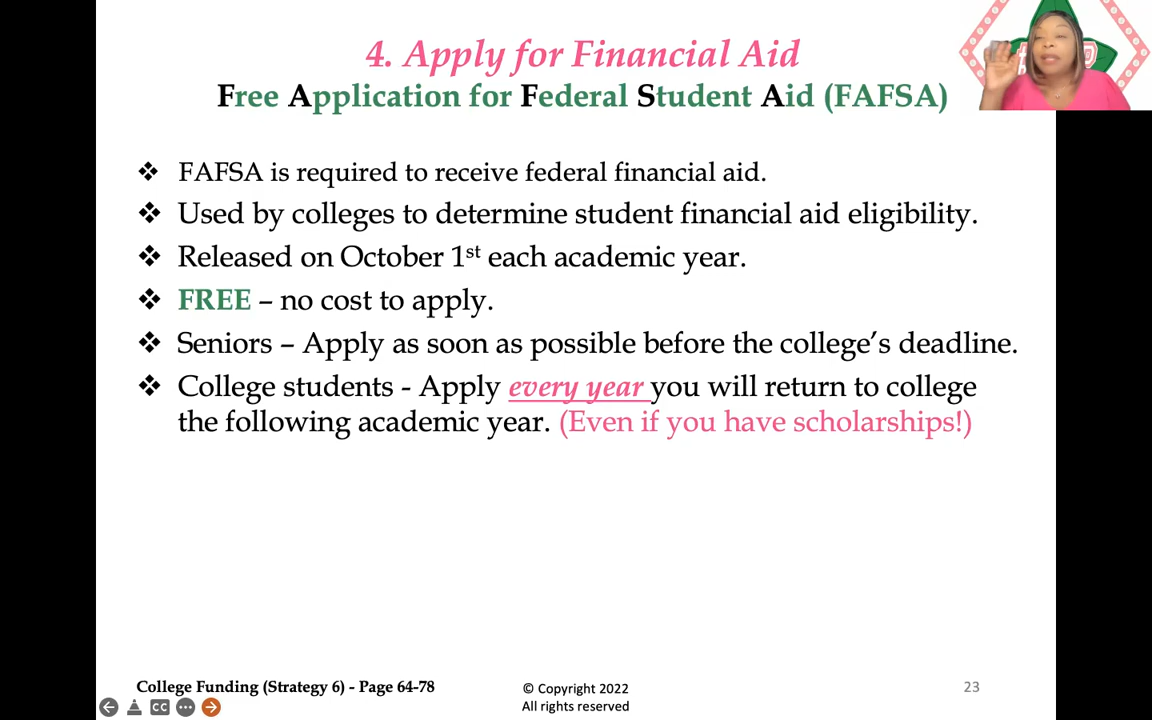 4. Apply for Financial Aid
Free Application for Federal Student Aid (FAFSA)
❖ FAFSA is required to receive federal financial aid.
❖ Used by colleges to determine student financial aid eligibility.
❖ Released on October 1st each academic year.
❖ FREE – no cost to apply.
❖ Seniors – Apply as soon as possible before the college’s deadline.
❖ College students - Apply every year you will return to college
the following academic year. (Even if you have scholarships!)
College Funding (Strategy 6) - Page 64-78
© Copyright 2022
All rights reserved
23
CC